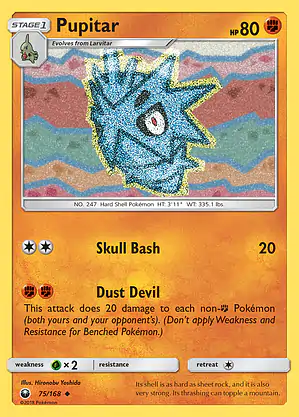 STAGE 1
Pupitar
HP 80
Evolves from Larvitar
NO. 247 Hard Shell Pokémon HT: 3'11" WT: 335.1 lbs
Skull Bash 20
Dust Devil
This attack does 20 damage to each non- Pokémon
(both yours and your opponent's). (Don't apply Weakness and
Resistance for Benched Pokémon.)
weakness × 2 resistance retreat
Illus. Hironobu Yoshida
75/168
©2018 Pokémon
Its shell is as hard as sheet rock, and it is also
very strong. Its thrashing can topple a mountain.